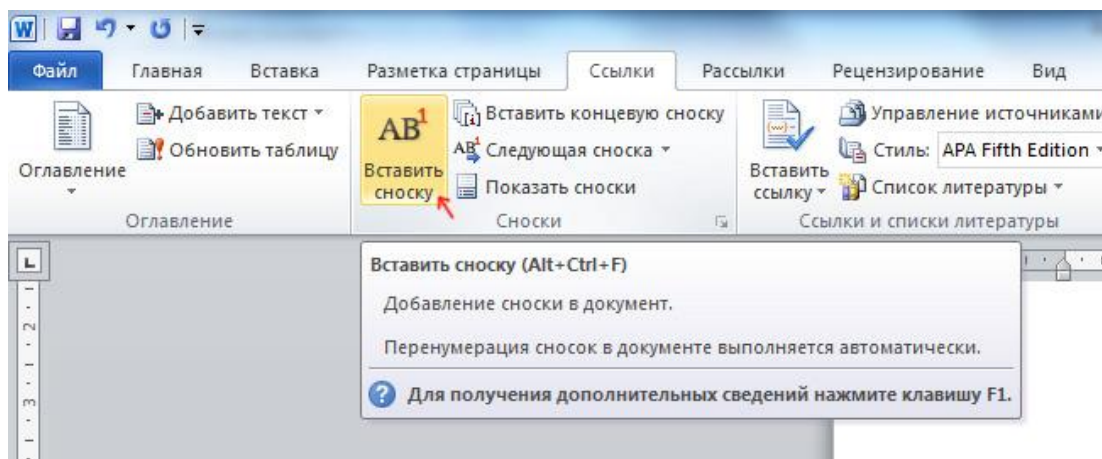 Файл Главная Вставка Разметка страницы Ссылки Рассылки Рецензирование Вид
Оглавление
Добавить текст
Обновить таблицу
Оглавление
AB1
Вставить сноску
Вставить концевую сноску
AB1 Следующая сноска
Показать сноски
Сноски
Вставить ссылку
Управление источниками
Стиль: APA Fifth Edition
Список литературы
Ссылки и списки литературы
Вставить сноску (Alt+Ctrl+F)
Добавление сноски в документ.
Перенумерация сносок в документе выполняется автоматически.
Для получения дополнительных сведений нажмите клавишу F1.
L
2
3